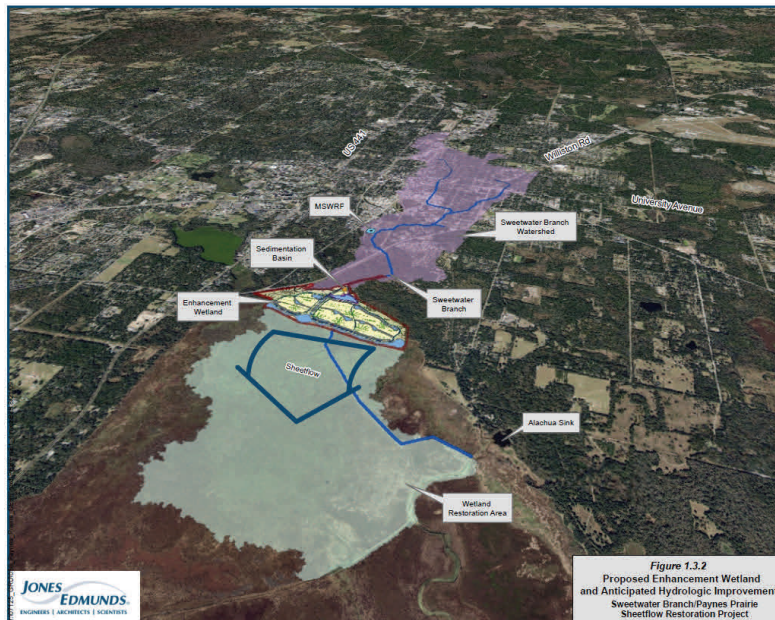 US 441
Williston Rd
University Avenue
MSWRF
Sweetwater Branch
Watershed
Sedimentation
Basin
Enhancement
Wetland
Sweetwater
Branch
Sheetflow
Alachua Sink
Wetland
Restoration Area
Figure 1.3.2
Proposed Enhancement Wetland
and Anticipated Hydrologic Improvemen
Sweetwater Branch/Paynes Prairie
Sheetflow Restoration Project
JONES
EDMUNDS
ENGINEERS | ARCHITECTS | SCIENTISTS